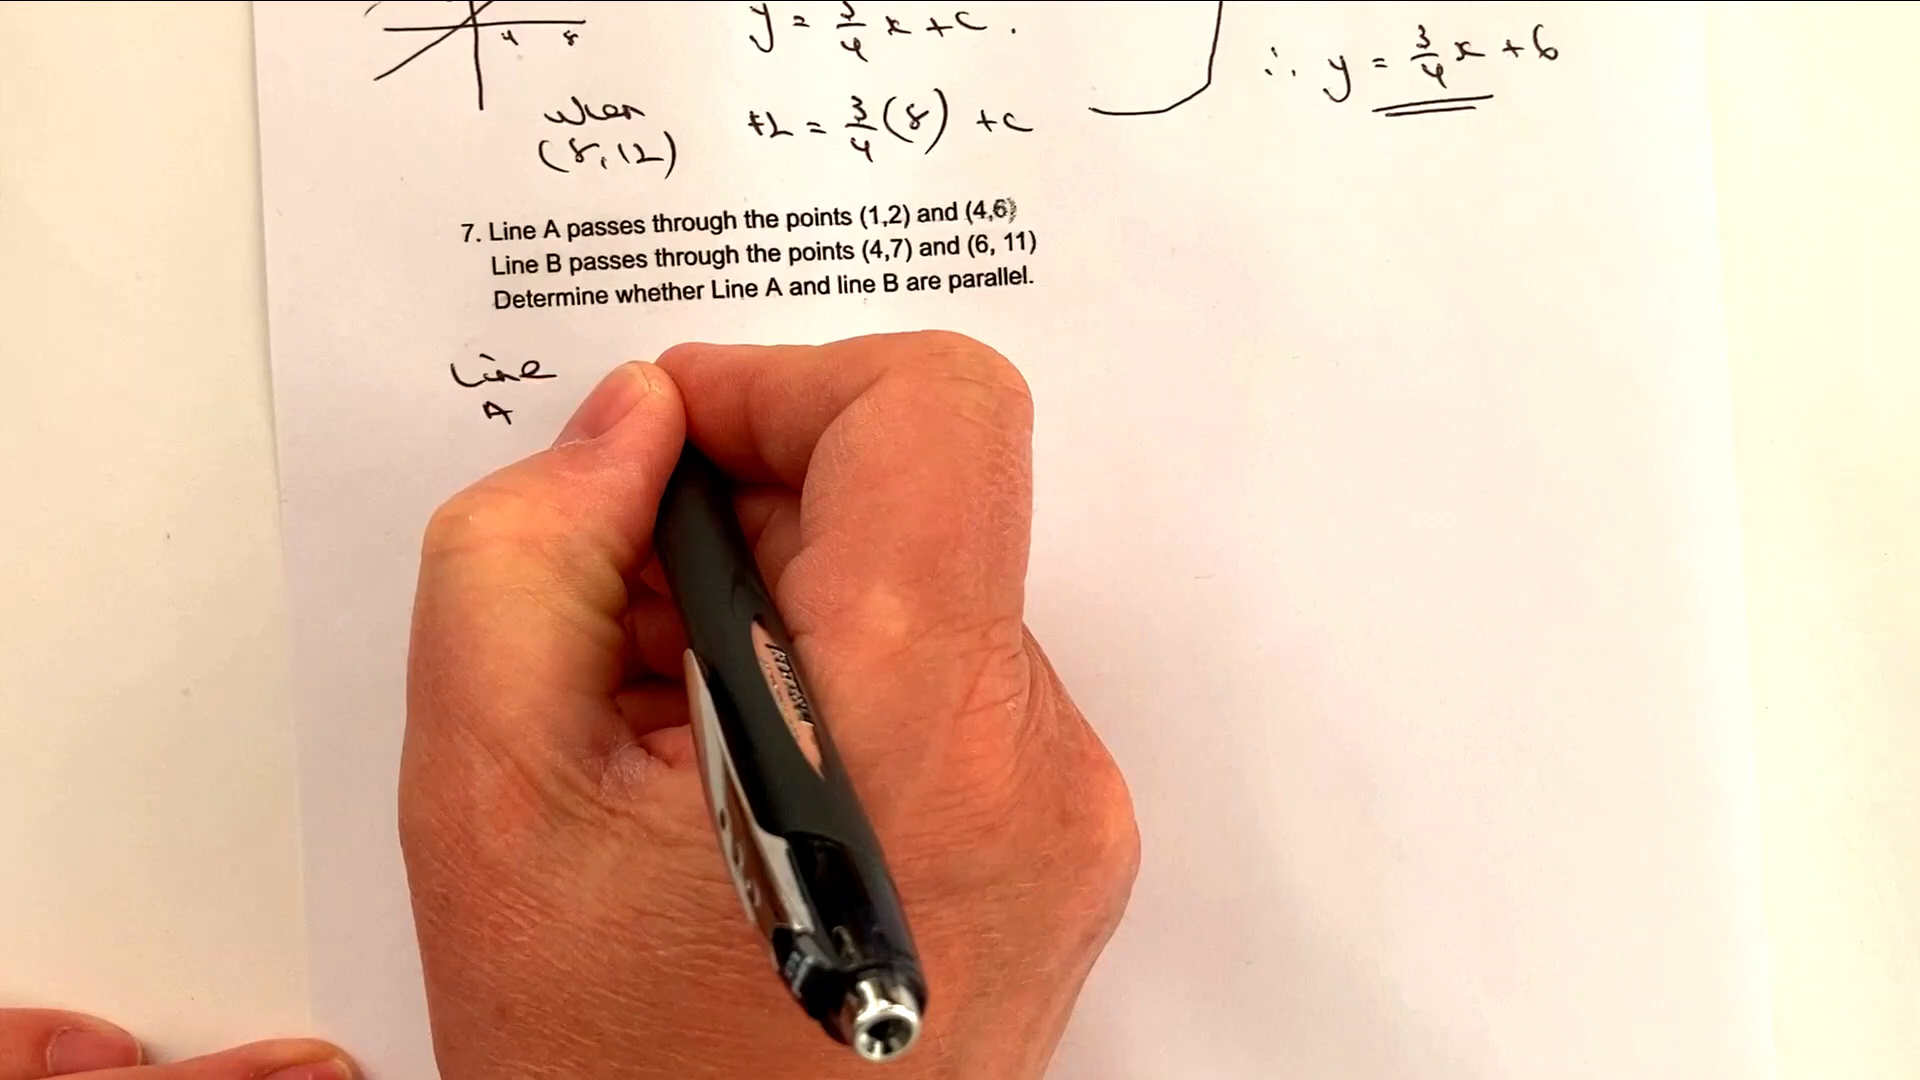 4 8
y = 3/4 x + c .
∴ y = 3/4 x + 6
when
(8,12)
12 = 3/4 (8) + c
7. Line A passes through the points (1,2) and (4,6)
Line B passes through the points (4,7) and (6, 11)
Determine whether Line A and line B are parallel.
Line
A